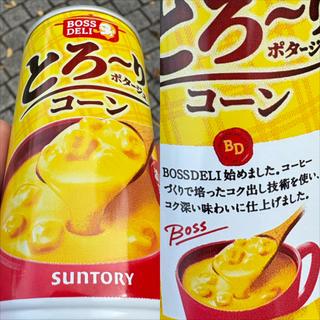 BOSS
DELI
とろ～り
ポタージュ
コーン
SUNTORY
とろ～り
ポタージュ
コーン
BD
BOSSDELI 始めました。コーヒー
づくりで培ったコク出し技術を使い、
コク深い味わいに仕上げました。
Boss